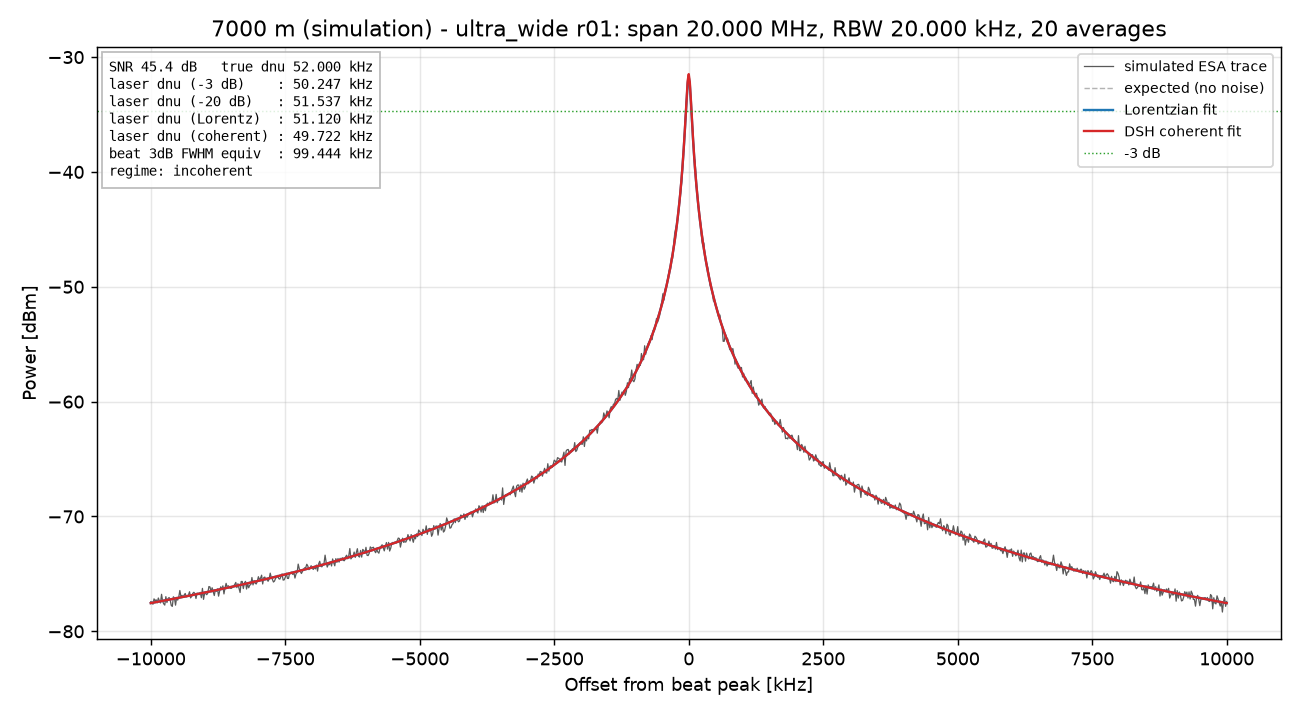 7000 m (simulation) - ultra_wide r01: span 20.000 MHz, RBW 20.000 kHz, 20 averages
SNR 45.4 dB   true dnu 52.000 kHz
laser dnu (-3 dB)    : 50.247 kHz
laser dnu (-20 dB)   : 51.537 kHz
laser dnu (Lorentz)  : 51.120 kHz
laser dnu (coherent) : 49.722 kHz
beat 3dB FWHM equiv  : 99.444 kHz
regime: incoherent
simulated ESA trace
expected (no noise)
Lorentzian fit
DSH coherent fit
-3 dB
Power [dBm]
−30
−40
−50
−60
−70
−80
−10000
−7500
−5000
−2500
0
2500
5000
7500
10000
Offset from beat peak [kHz]